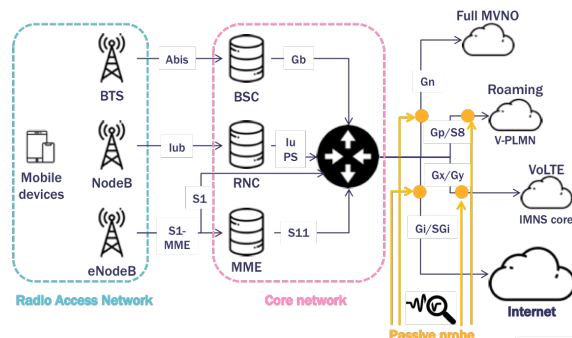 Full MVNO
Abis
Gb
Gn
BTS
BSC
Roaming
Gp/S8
V-PLMN
Iub
Iu
PS
Mobile
devices
NodeB
RNC
Gx/Gy
VoLTE
S1
IMNS core
S1-
MME
S11
Gi/SGi
eNodeB
MME
Radio Access Network
Core network
Internet
Passive probe